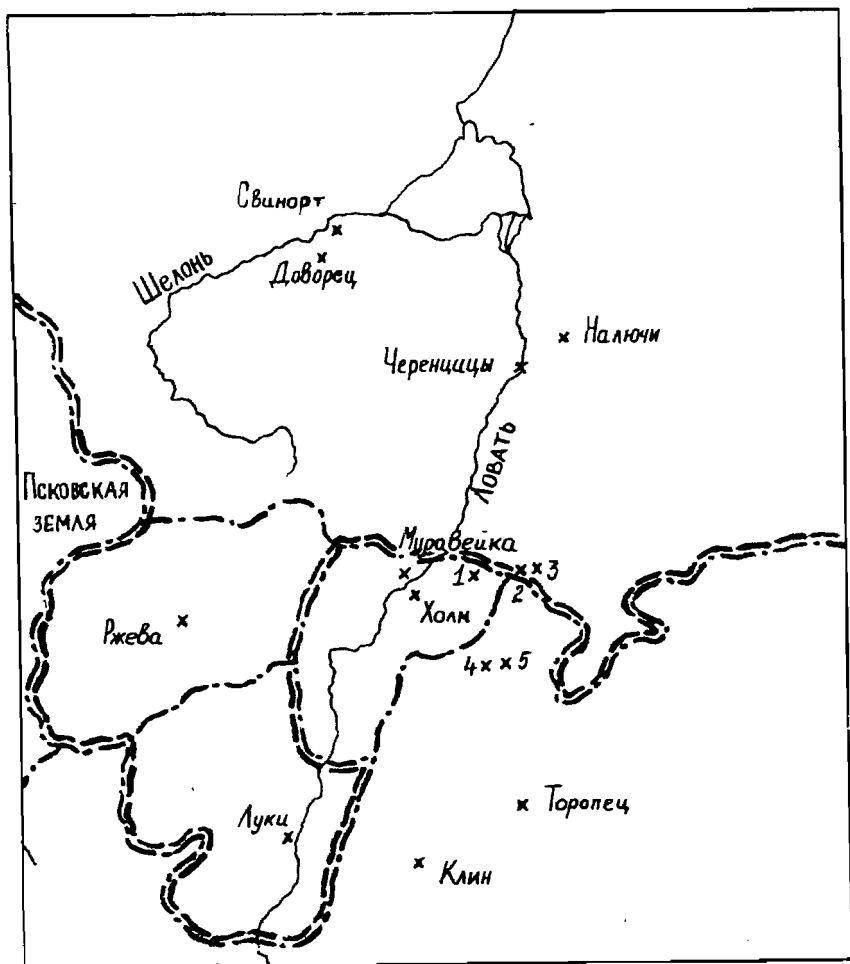 Свинорт
Шелонь
Доворец
Налючи
Черенцицы
Ловать
Псковская
земля
Муравейка
1
3
2
Холм
Ржева
4
5
Торопец
Луки
Клин